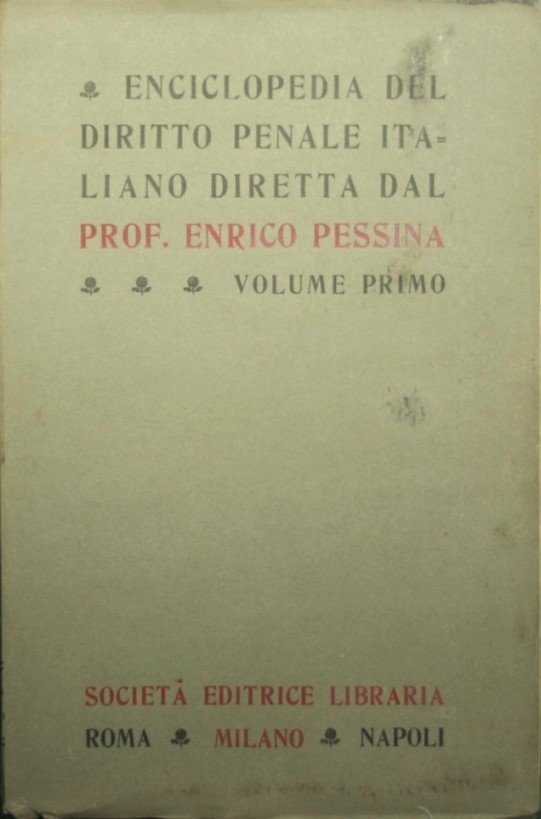 ENCICLOPEDIA DEL
DIRITTO PENALE ITA=
LIANO DIRETTA DAL
PROF. ENRICO PESSINA
VOLUME PRIMO
SOCIETÀ EDITRICE LIBRARIA
ROMA MILANO NAPOLI